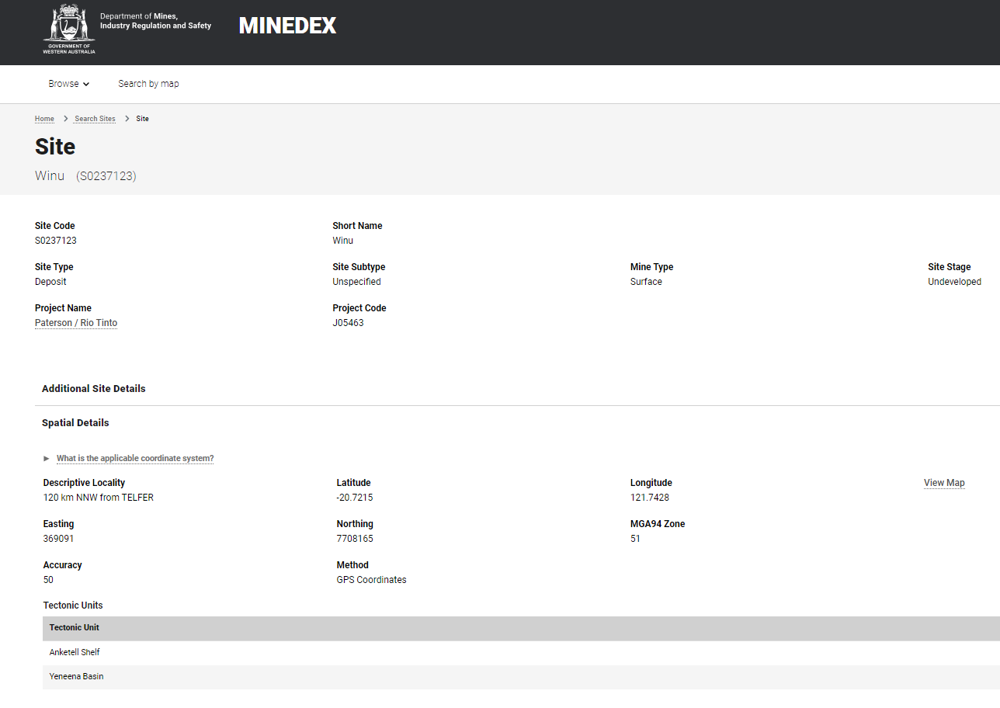 Department of Mines,
Industry Regulation and Safety
GOVERNMENT OF
WESTERN AUSTRALIA
MINEDEX
Browse Search by map
Home Search Sites Site
Site
Winu (S0237123)
Site Code Short Name
S0237123 Winu
Site Type Site Subtype Mine Type Site Stage
Deposit Unspecified Surface Undeveloped
Project Name Project Code
Paterson / Rio Tinto J05463
Additional Site Details
Spatial Details
What is the applicable coordinate system?
Descriptive Locality Latitude Longitude View Map
120 km NNW from TELFER -20.7215 121.7428
Easting Northing MGA94 Zone
369091 7708165 51
Accuracy Method
50 GPS Coordinates
Tectonic Units
Tectonic Unit
Anketell Shelf
Yeneena Basin